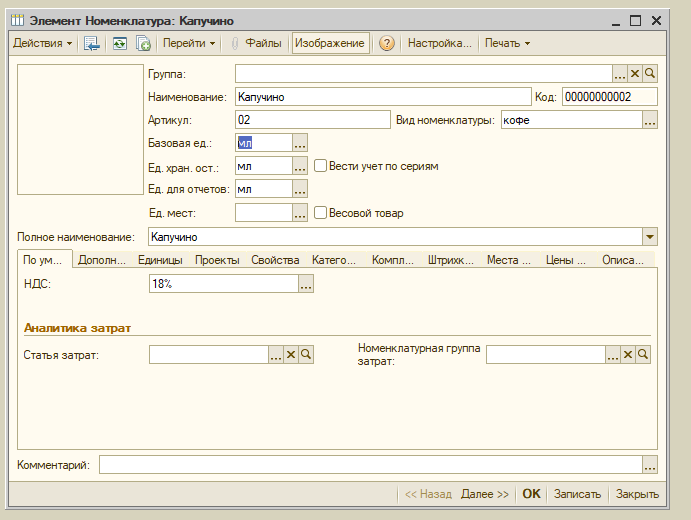 Элемент Номенклатура: Капучино
Действия Перейти Файлы Изображение ? Настройка... Печать
Группа: ...
Наименование: Капучино Код: 00000000002
Артикул: 02 Вид номенклатуры: кофе ...
Базовая ед.: мл ...
Ед. хран. ост.: мл ... Вести учет по сериям
Ед. для отчетов: мл ...
Ед. мест: ... Весовой товар
Полное наименование: Капучино
По ум... Дополн... Единицы Проекты Свойства Катего... Компл... Штрихк... Места ... Цены ... Описа...
НДС: 18% ...
Аналитика затрат
Статья затрат: ... Номенклатурная группа
затрат: ...
Комментарий: ...
<< Назад Далее >> OK Записать Закрыть